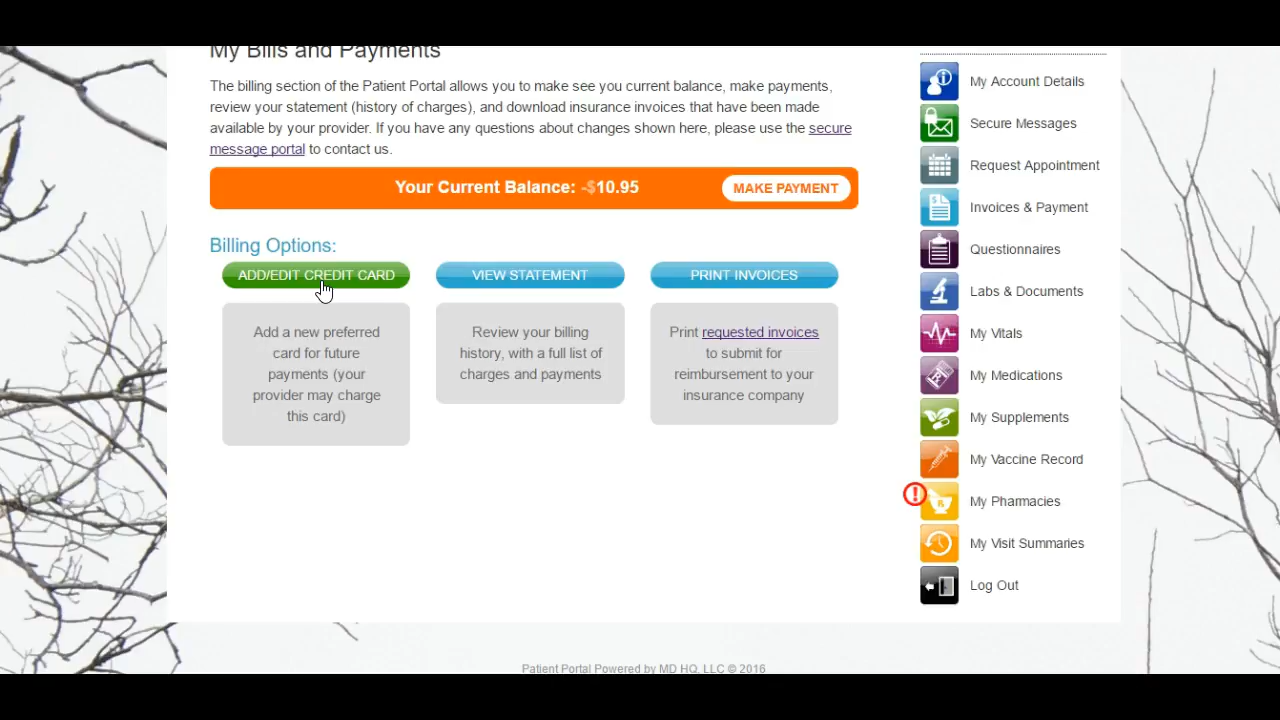 My Bills and Payments
The billing section of the Patient Portal allows you to make see you current balance, make payments,
review your statement (history of charges), and download insurance invoices that have been made
available by your provider. If you have any questions about changes shown here, please use the secure
message portal to contact us.
Your Current Balance: -$10.95
MAKE PAYMENT
Billing Options:
ADD/EDIT CREDIT CARD
Add a new preferred
card for future
payments (your
provider may charge
this card)
VIEW STATEMENT
Review your billing
history, with a full list of
charges and payments
PRINT INVOICES
Print requested invoices
to submit for
reimbursement to your
insurance company
My Account Details
Secure Messages
Request Appointment
Invoices & Payment
Questionnaires
Labs & Documents
My Vitals
My Medications
My Supplements
My Vaccine Record
My Pharmacies
My Visit Summaries
Log Out
Patient Portal Powered by MD HQ, LLC © 2016